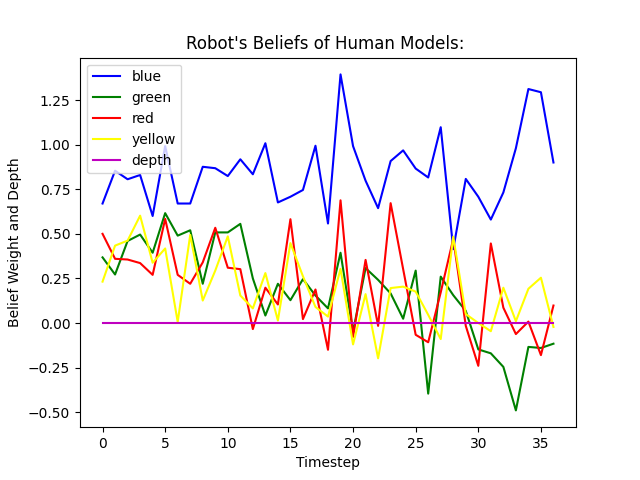 Robot's Beliefs of Human Models:
blue
green
red
yellow
depth
Belief Weight and Depth
1.25
1.00
0.75
0.50
0.25
0.00
−0.25
−0.50
0 5 10 15 20 25 30 35
Timestep